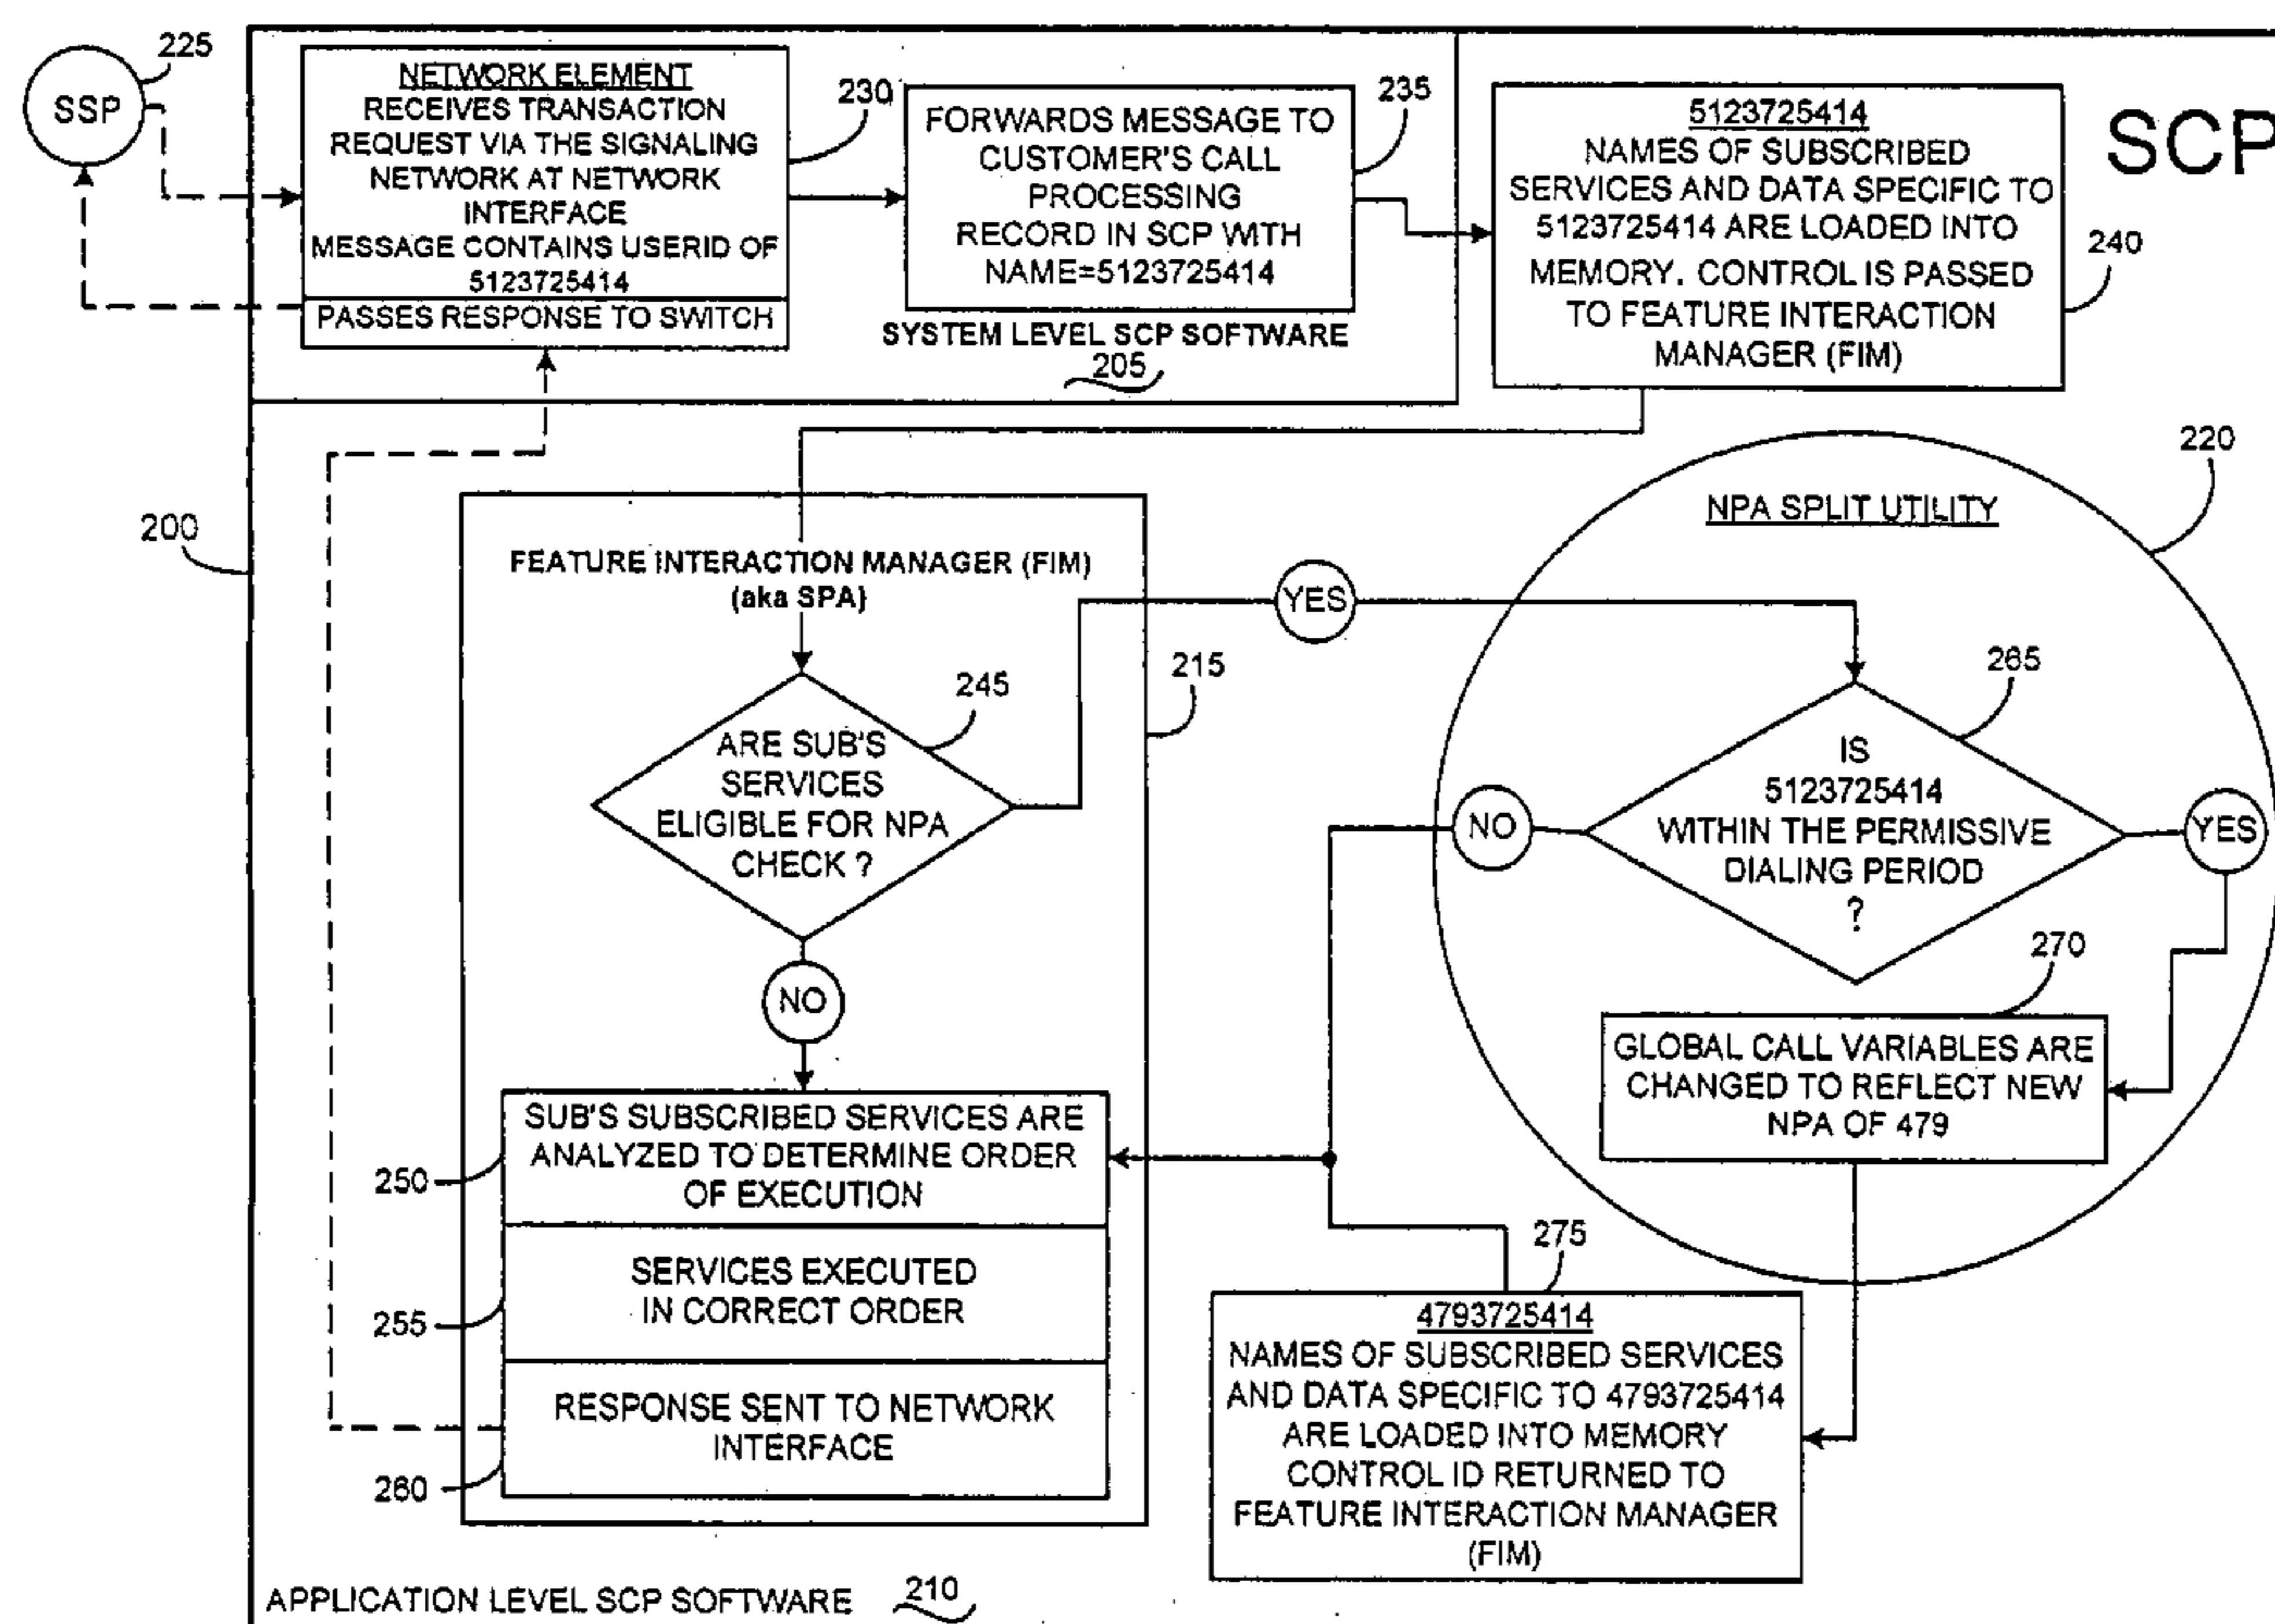 225
SSP
NETWORK ELEMENT
RECEIVES TRANSACTION
REQUEST VIA THE SIGNALING
NETWORK AT NETWORK
INTERFACE
MESSAGE CONTAINS USERID OF
5123725414
PASSES RESPONSE TO SWITCH
230
FORWARDS MESSAGE TO
CUSTOMER'S CALL
PROCESSING
RECORD IN SCP WITH
NAME=5123725414
235
SYSTEM LEVEL SCP SOFTWARE
205
5123725414
NAMES OF SUBSCRIBED
SERVICES AND DATA SPECIFIC TO
5123725414 ARE LOADED INTO
MEMORY. CONTROL IS PASSED
TO FEATURE INTERACTION
MANAGER (FIM)
SCP
240
200
FEATURE INTERACTION MANAGER (FIM)
(aka SPA)
215
245
ARE SUB'S
SERVICES
ELIGIBLE FOR NPA
CHECK ?
YES
NO
220
NPA SPLIT UTILITY
265
IS
5123725414
WITHIN THE PERMISSIVE
DIALING PERIOD
?
NO
YES
270
GLOBAL CALL VARIABLES ARE
CHANGED TO REFLECT NEW
NPA OF 479
SUB'S SUBSCRIBED SERVICES ARE
ANALYZED TO DETERMINE ORDER
OF EXECUTION
250
SERVICES EXECUTED
IN CORRECT ORDER
255
RESPONSE SENT TO NETWORK
INTERFACE
260
275
4793725414
NAMES OF SUBSCRIBED SERVICES
AND DATA SPECIFIC TO 4793725414
ARE LOADED INTO MEMORY
CONTROL ID RETURNED TO
FEATURE INTERACTION MANAGER
(FIM)
APPLICATION LEVEL SCP SOFTWARE 210